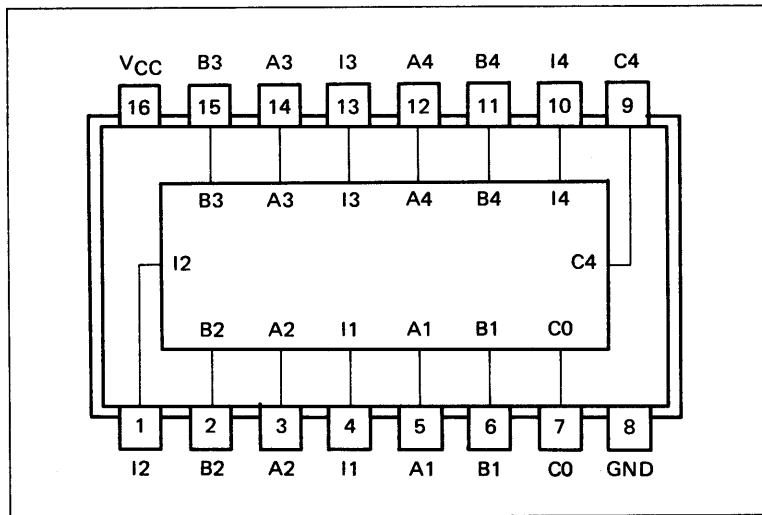 VCC B3 A3 I3 A4 B4 I4 C4
16 15 14 13 12 11 10 9
B3 A3 I3 A4 B4 I4
I2 C4
B2 A2 I1 A1 B1 C0
1 2 3 4 5 6 7 8
I2 B2 A2 I1 A1 B1 C0 GND